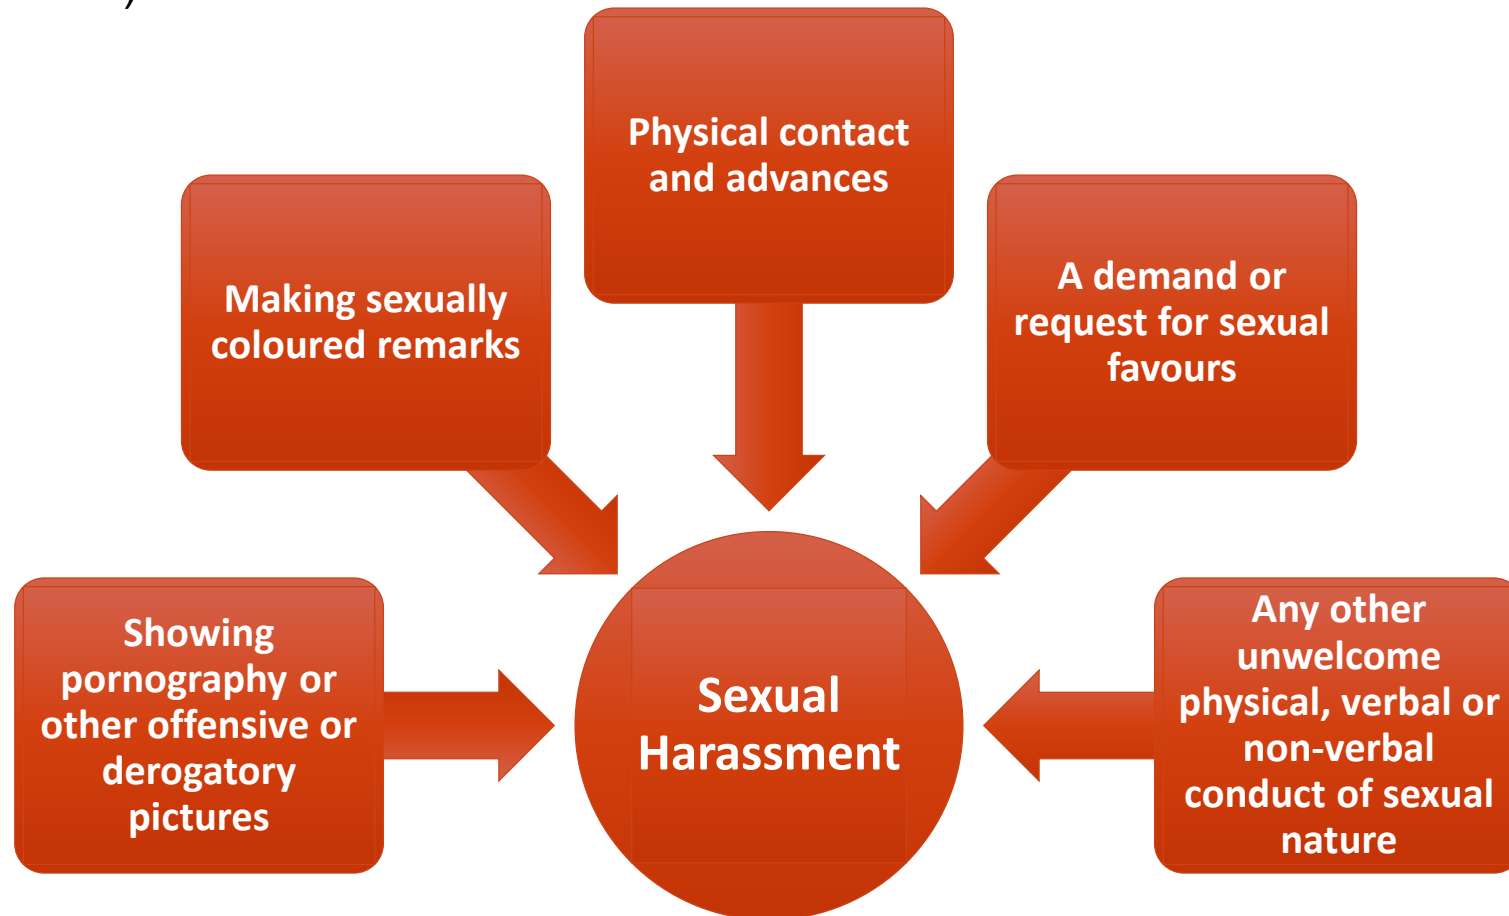 )
Physical contact
and advances
Making sexually
coloured remarks
A demand or
request for sexual
favours
Showing
pornography or
other offensive or
derogatory
pictures
Sexual
Harassment
Any other
unwelcome
physical, verbal or
non-verbal
conduct of sexual
nature